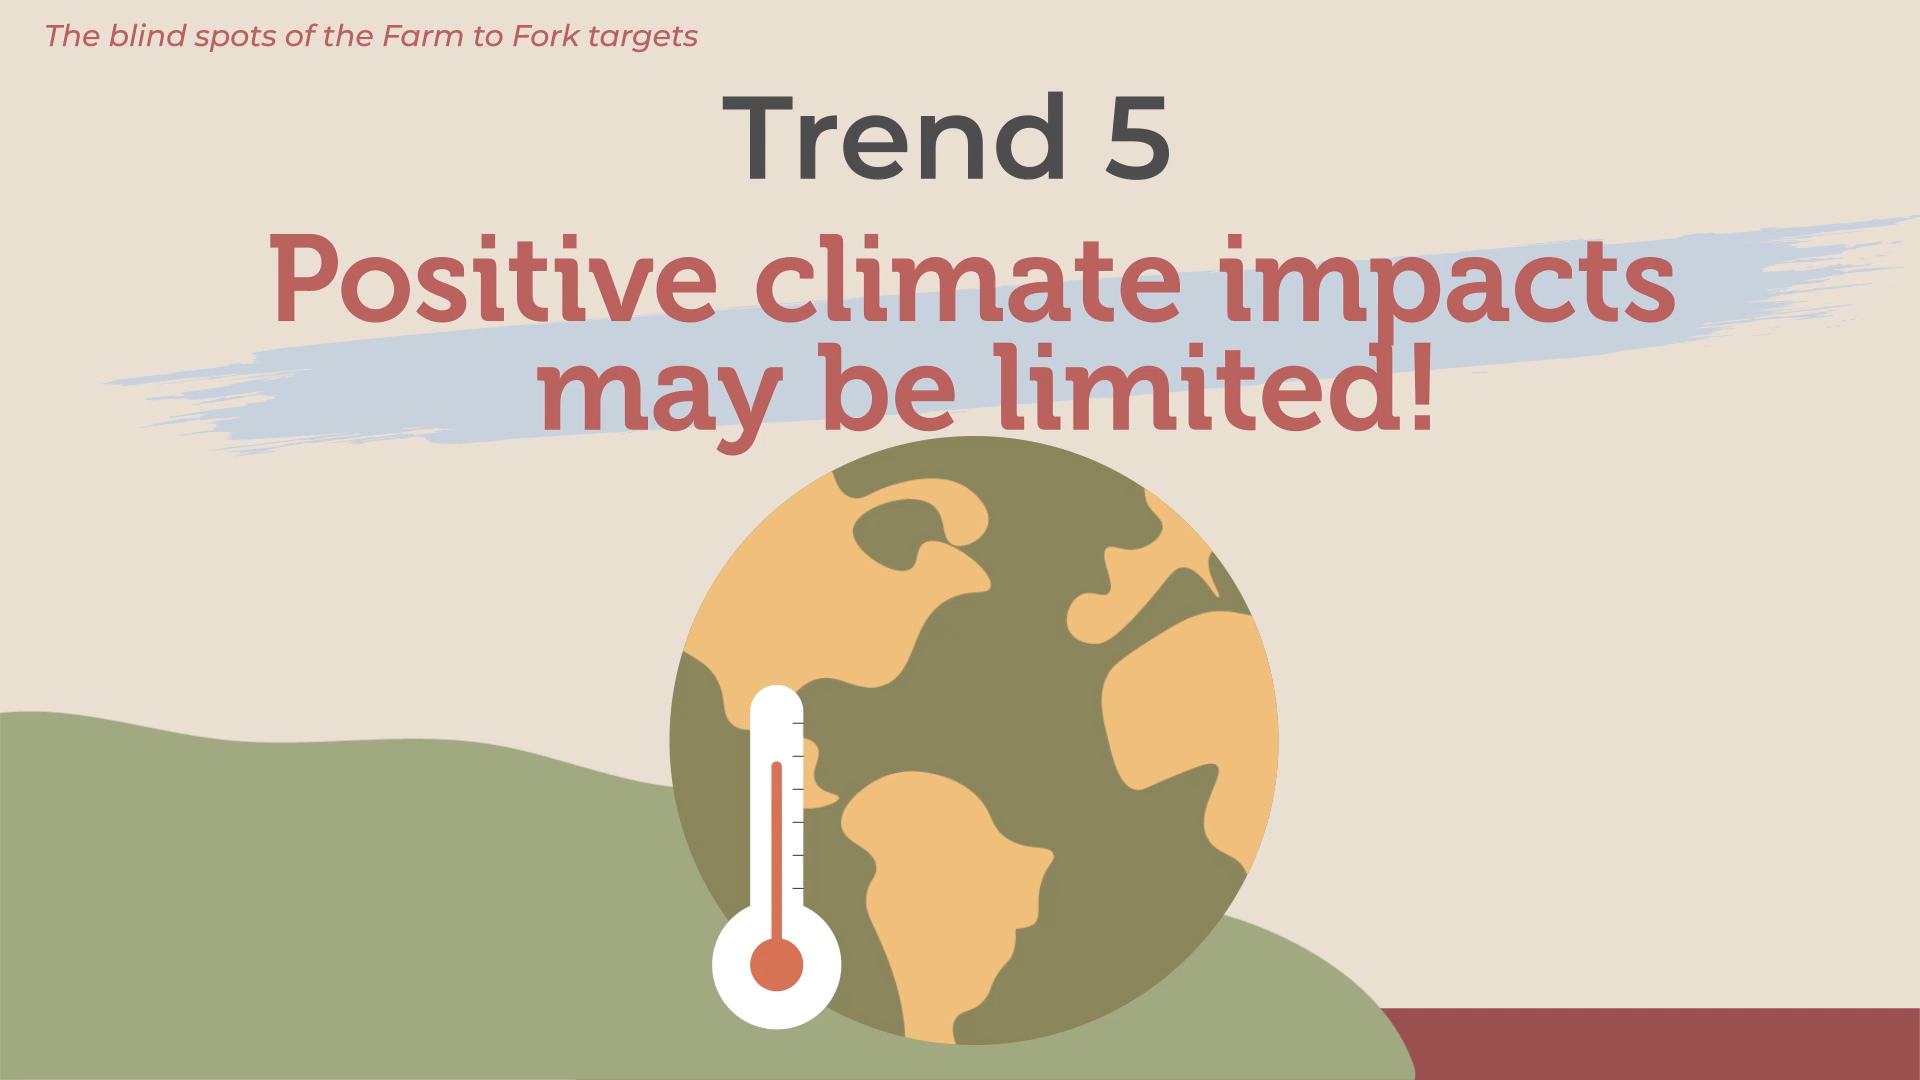 The blind spots of the Farm to Fork targets
Trend 5
Positive climate impacts
may be limited!